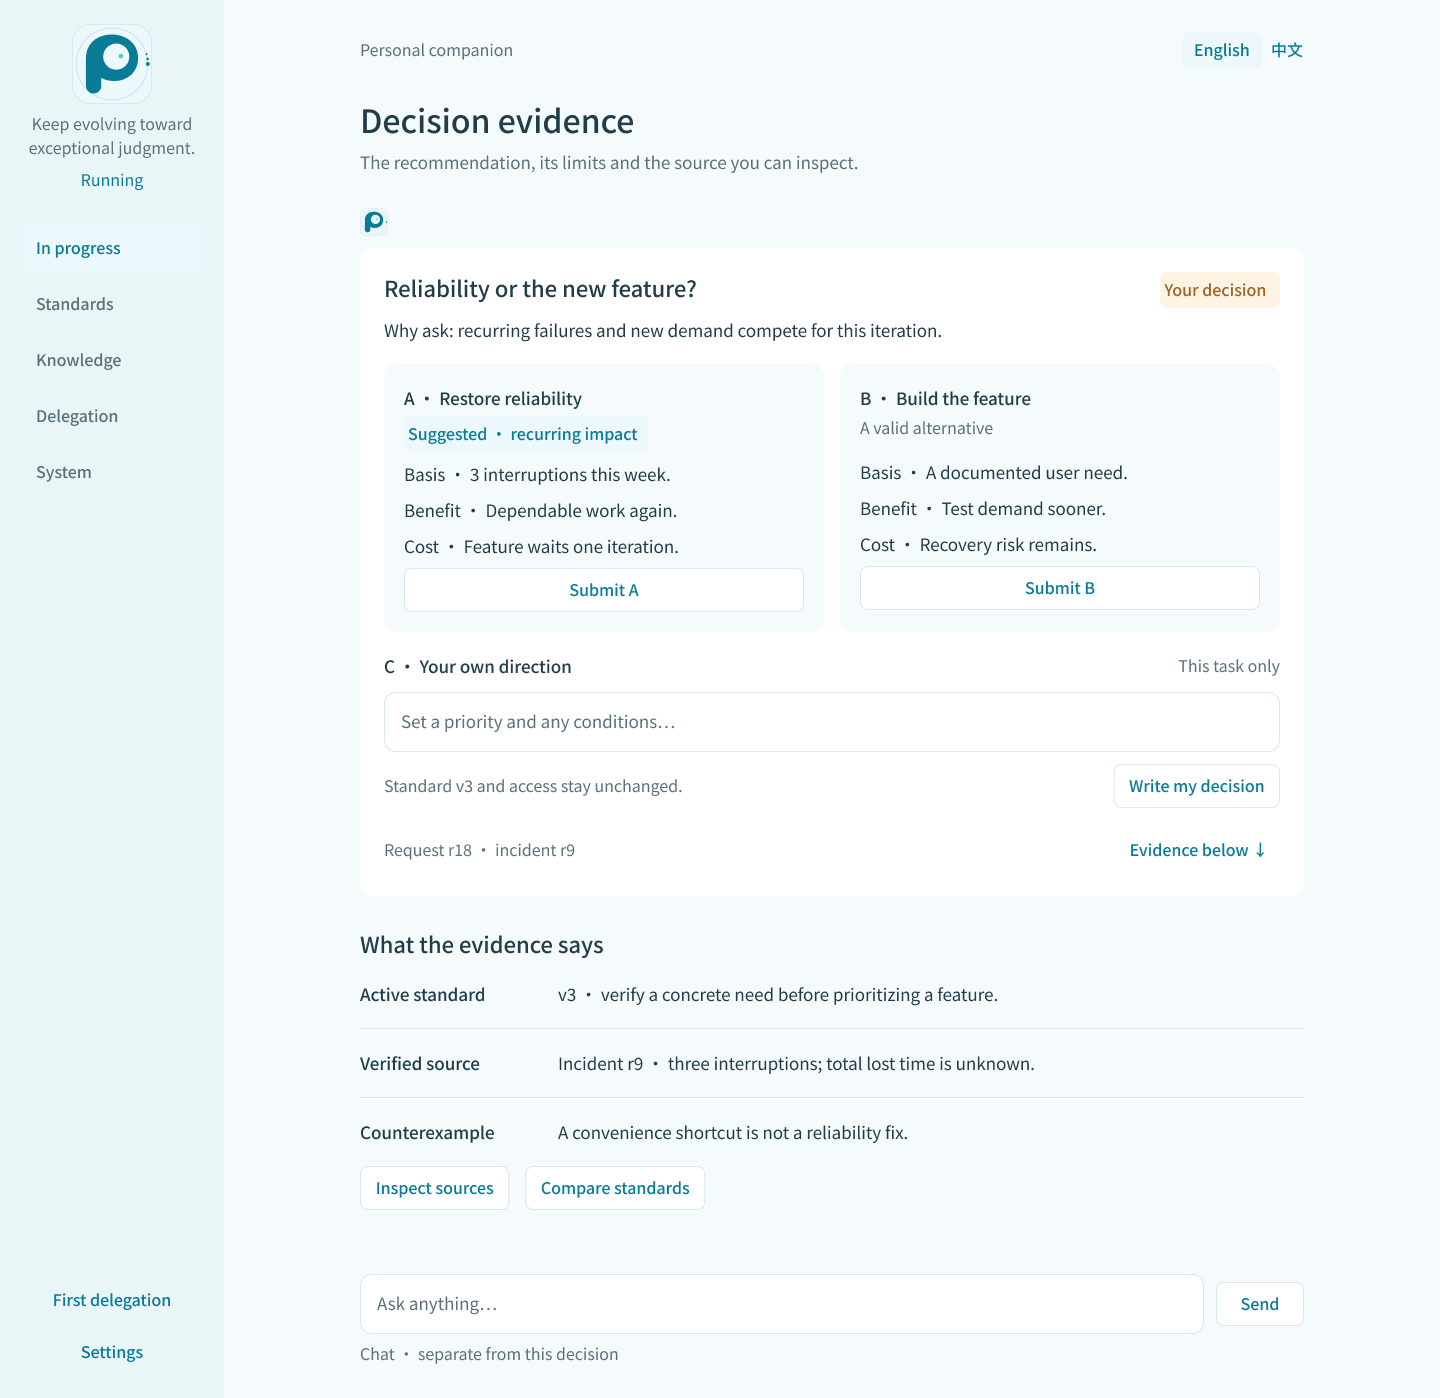 Keep evolving toward
exceptional judgment.
Running
In progress
Standards
Knowledge
Delegation
System
First delegation
Settings
Personal companion
English 中文
Decision evidence
The recommendation, its limits and the source you can inspect.
Reliability or the new feature?
Your decision
Why ask: recurring failures and new demand compete for this iteration.
A • Restore reliability
Suggested • recurring impact
Basis • 3 interruptions this week.
Benefit • Dependable work again.
Cost • Feature waits one iteration.
Submit A
B • Build the feature
A valid alternative
Basis • A documented user need.
Benefit • Test demand sooner.
Cost • Recovery risk remains.
Submit B
C • Your own direction
This task only
Set a priority and any conditions…
Standard v3 and access stay unchanged.
Write my decision
Request r18 • incident r9
Evidence below ↓
What the evidence says
Active standard v3 • verify a concrete need before prioritizing a feature.
Verified source Incident r9 • three interruptions; total lost time is unknown.
Counterexample A convenience shortcut is not a reliability fix.
Inspect sources Compare standards
Ask anything…
Send
Chat • separate from this decision